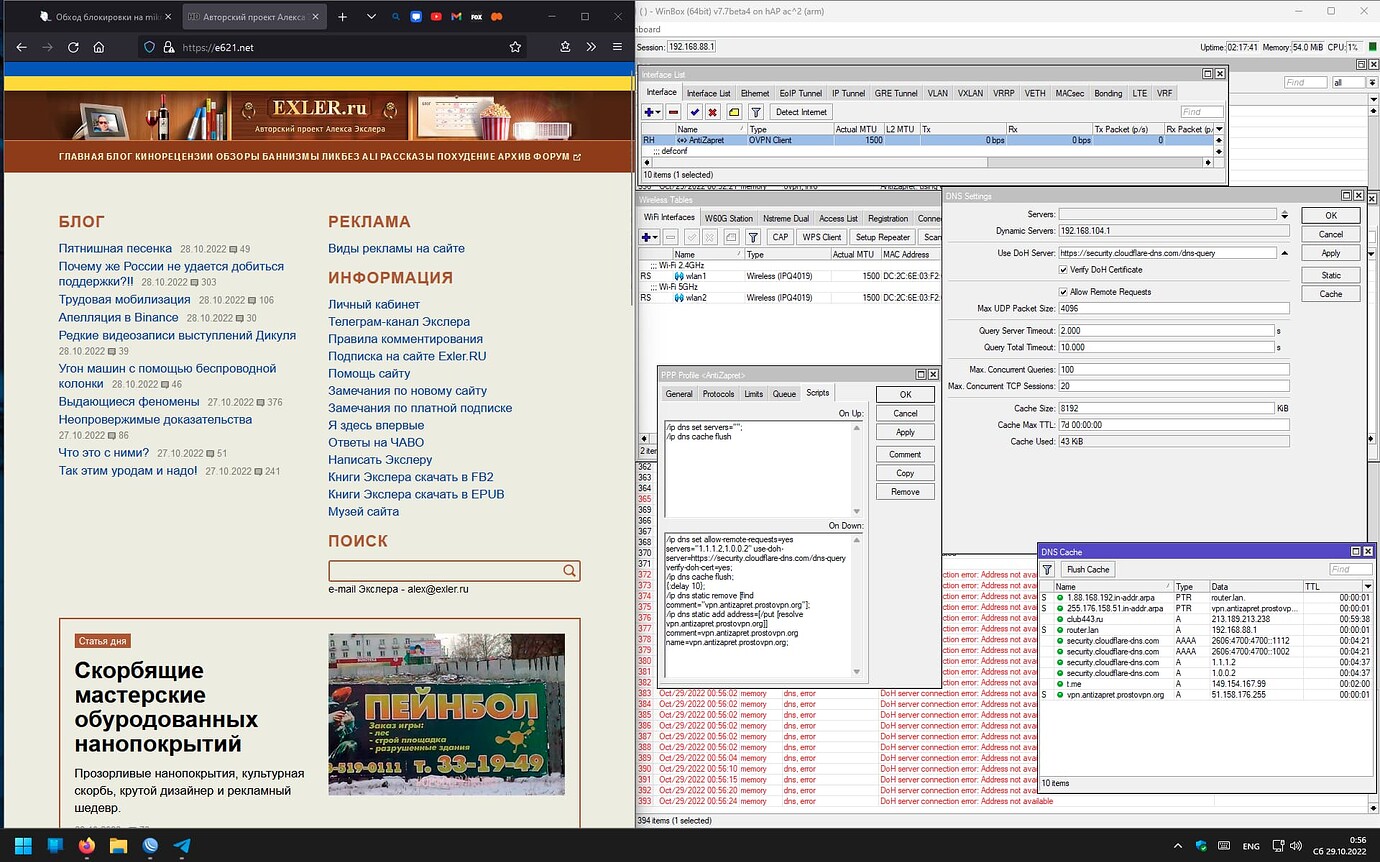 Обход блокировки на mik
Авторский проект Алекса
https://e621.net
EXLER.ru
Авторский проект Алекса Экслера
ГЛАВНАЯ БЛОГ КИНОРЕЦЕНЗИИ ОБЗОРЫ БАННИЗМЫ ЛИКБЕЗ ALI РАССКАЗЫ ПОХУДЕНИЕ АРХИВ ФОРУМ
БЛОГ
Пятнишная песенка 28.10.2022 49
Почему же России не удается добиться
поддержки?!! 28.10.2022 303
Трудовая мобилизация 28.10.2022 106
Апелляция в Binance 28.10.2022 30
Редкие видеозаписи выступлений Дикуля
28.10.2022 39
Угон машин с помощью беспроводной
колонки 28.10.2022 46
Выдающиеся феномены 27.10.2022 376
Неопровержимые доказательства
27.10.2022 86
Что это с ними? 27.10.2022 51
Так этим уродам и надо! 27.10.2022 241
РЕКЛАМА
Виды рекламы на сайте
ИНФОРМАЦИЯ
Личный кабинет
Телеграм-канал Экслера
Правила комментирования
Подписка на сайте Exler.RU
Помощь сайту
Замечания по новому сайту
Замечания по платной подписке
Я здесь впервые
Ответы на ЧАВО
Написать Экслеру
Книги Экслера скачать в FB2
Книги Экслера скачать в EPUB
Музей сайта
ПОИСК
e-mail Экслера - alex@exler.ru
Статья дня
Скорбящие
мастерские
обуродованных
нанопокрытий
Прозорливые нанопокрытия, культурная
скорбь, крутой дизайнер и рекламный
шедевр.
ПЕЙНБОЛ
Заказ игры:
- лес
- строй площадка
- разрушенные здания
-519-0111 т. 33-19-49
( ) - WinBox (64bit) v7.7beta4 on hAP ac^2 (arm)
nboard
Session: 192.168.88.1
Uptime: 02:17:41 Memory: 54.0 MiB CPU: 1%
Find all
Interface List
Interface Interface List Ethernet EoIP Tunnel IP Tunnel GRE Tunnel VLAN VXLAN VRRP VETH MACsec Bonding LTE VRF
Detect Internet Find
Name Type Actual MTU L2 MTU Tx Rx Tx Packet (p/s) Rx Packet (p/
RH AntiZapret OVPN Client 1500 0 bps 0 bps 0
;;; defconf
10 items (1 selected)
Wireless Tables
WiFi Interfaces W60G Station Nstreme Dual Access List Registration Connec
CAP WPS Client Setup Repeater Scan
Name Type Actual MTU MAC Address
;;; Wi-Fi 2.4GHz
RS wlan1 Wireless (IPQ4019) 1500 DC:2C:6E:03:F2:
;;; Wi-Fi 5GHz
RS wlan2 Wireless (IPQ4019) 1500 DC:2C:6E:03:F2:
2 iter
PPP Profile <AntiZapret>
General Protocols Limits Queue Scripts
On Up:
/ip dns set servers="";
/ip dns cache flush
On Down:
/ip dns set allow-remote-requests=yes
servers="1.1.1.2,1.0.0.2" use-doh-
server=https://security.cloudflare-dns.com/dns-query
verify-doh-cert=yes;
/ip dns cache flush;
{:delay 10};
/ip dns static remove [find
comment="vpn.antizapret.prostovpn.org"];
/ip dns static add address=[/put [resolve
vpn.antizapret.prostovpn.org]]
comment=vpn.antizapret.prostovpn.org
name=vpn.antizapret.prostovpn.org;
OK
Cancel
Apply
Comment
Copy
Remove
DNS Settings
Servers:
Dynamic Servers: 192.168.104.1
Use DoH Server: https://security.cloudflare-dns.com/dns-query
Verify DoH Certificate
Allow Remote Requests
Max UDP Packet Size: 4096
Query Server Timeout: 2.000 s
Query Total Timeout: 10.000 s
Max. Concurrent Queries: 100
Max. Concurrent TCP Sessions: 20
Cache Size: 8192 KiB
Cache Max TTL: 7d 00:00:00
Cache Used: 43 KiB
OK
Cancel
Apply
Static
Cache
DNS Cache
Flush Cache Find
Name Type Data TTL
S 1.88.168.192.in-addr.arpa PTR router.lan. 00:00:01
S 255.176.158.51.in-addr.arpa PTR vpn.antizapret.prostovp... 00:00:01
club443.ru A 213.189.213.238 00:59:38
S router.lan A 192.168.88.1 00:00:01
security.cloudflare-dns.com AAAA 2606:4700:4700::1112 00:04:21
security.cloudflare-dns.com AAAA 2606:4700:4700::1002 00:04:21
security.cloudflare-dns.com A 1.1.1.2 00:04:37
security.cloudflare-dns.com A 1.0.0.2 00:04:37
t.me A 149.154.167.99 00:02:00
S vpn.antizapret.prostovpn.org A 51.158.176.255 00:00:01
10 items
362
363
364
365
369
366
367
368
370
371
372 nection error: Address not avai
373 nection error: Address not avai
374 nection error: Address not avai
375 nection error: Address not avai
376 nection error: Address not avai
377 nection error: Address not avai
378 nection error: Address not avai
379 nection error: Address not avai
380 nection error: Address not avai
381 nection error: Address not avai
382 nection error: Address not avai
383 Oct/29/2022 00:56:02 memory dns, error DoH server connection error: Address not avai
384 Oct/29/2022 00:56:02 memory dns, error DoH server connection error: Address not avai
385 Oct/29/2022 00:56:02 memory dns, error DoH server connection error: Address not avai
386 Oct/29/2022 00:56:02 memory dns, error DoH server connection error: Address not avai
387 Oct/29/2022 00:56:02 memory dns, error DoH server connection error: Address not avai
388 Oct/29/2022 00:56:02 memory dns, error DoH server connection error: Address not avai
389 Oct/29/2022 00:56:04 memory dns, error DoH server connection error: Address not avai
390 Oct/29/2022 00:56:10 memory dns, error DoH server connection error: Address not avai
391 Oct/29/2022 00:56:15 memory dns, error DoH server connection error: Address not avai
392 Oct/29/2022 00:56:20 memory dns, error DoH server connection error: Address not avai
393 Oct/29/2022 00:56:24 memory dns, error DoH server connection error: Address not available
394 items (1 selected)
ENG
0:56
Сб 29.10.2022